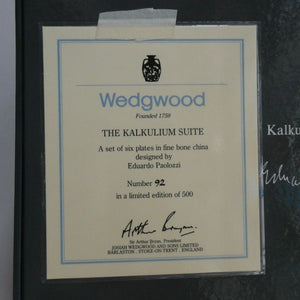 Wedgwood
Founded 1759
THE KALKULIUM SUITE
A set of six plates in fine bone china
designed by
Eduardo Paolozzi
Number 92
in a limited edition of 500
Arthur Bryan
Sir Arthur Bryan, President
JOSIAH WEDGWOOD AND SONS LIMITED
BARLASTON · STOKE-ON-TRENT · ENGLAND
Kalku